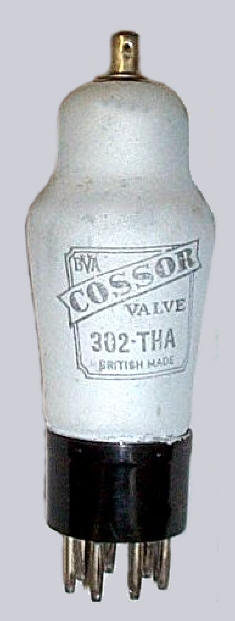 BVA
COSSOR
VALVE
302-THA
BRITISH MADE